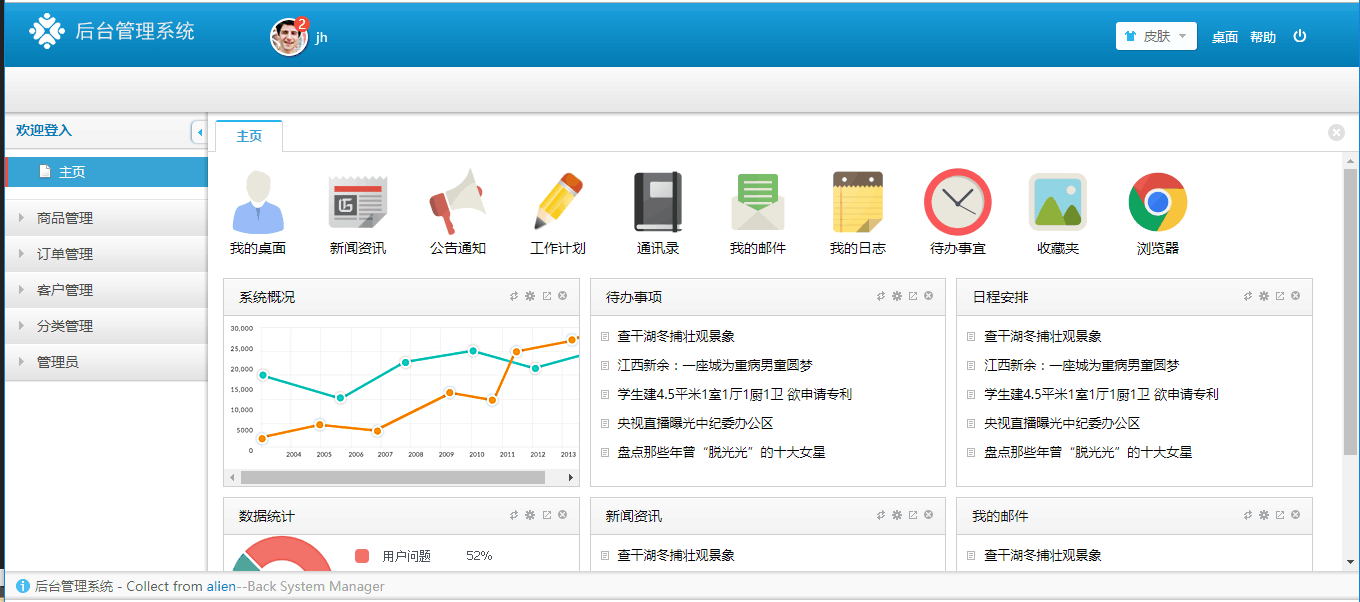 后台管理系统
2
jh
皮肤
桌面 帮助
欢迎登入
主页
主页
商品管理
订单管理
客户管理
分类管理
管理员
我的桌面 新闻资讯 公告通知 工作计划 通讯录 我的邮件 我的日志 待办事宜 收藏夹 浏览器
系统概况
30,000
25,000
20,000
15,000
10,000
5000
0
2004 2005 2006 2007 2008 2009 2010 2011 2012 2013
待办事项
查干湖冬捕壮观景象
江西新余：一座城为重病男童圆梦
学生建4.5平米1室1厅1厨1卫 欲申请专利
央视直播曝光中纪委办公区
盘点那些年曾“脱光光”的十大女星
日程安排
查干湖冬捕壮观景象
江西新余：一座城为重病男童圆梦
学生建4.5平米1室1厅1厨1卫 欲申请专利
央视直播曝光中纪委办公区
盘点那些年曾“脱光光”的十大女星
数据统计
用户问题 52%
新闻资讯
查干湖冬捕壮观景象
我的邮件
查干湖冬捕壮观景象
后台管理系统 - Collect from alien--Back System Manager